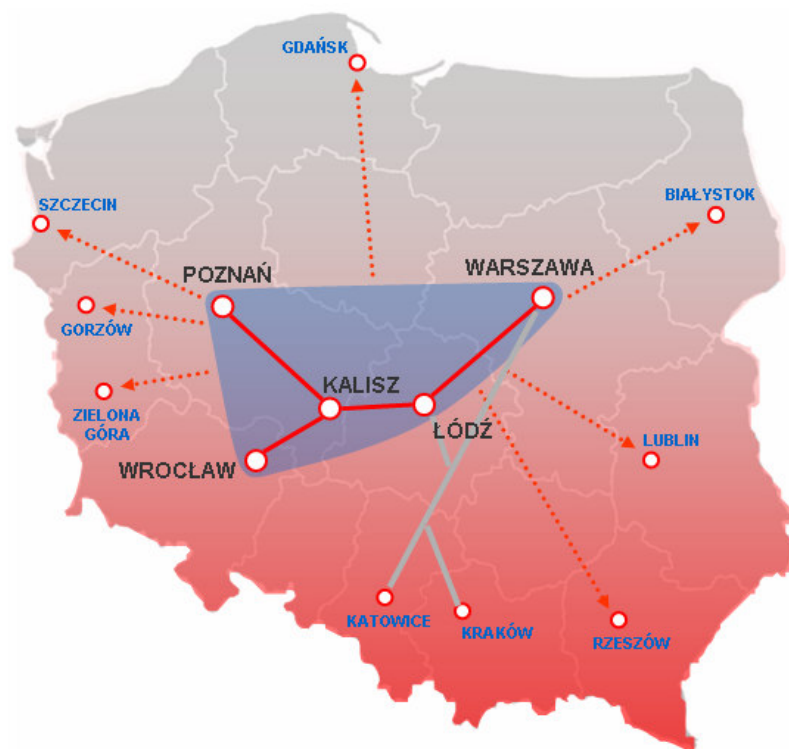 GDAŃSK
BIAŁYSTOK
SZCZECIN
WARSZAWA
POZNAŃ
GORZÓW
KALISZ
ZIELONA
GÓRA
ŁÓDŹ
LUBLIN
WROCŁAW
KATOWICE
KRAKÓW
RZESZÓW